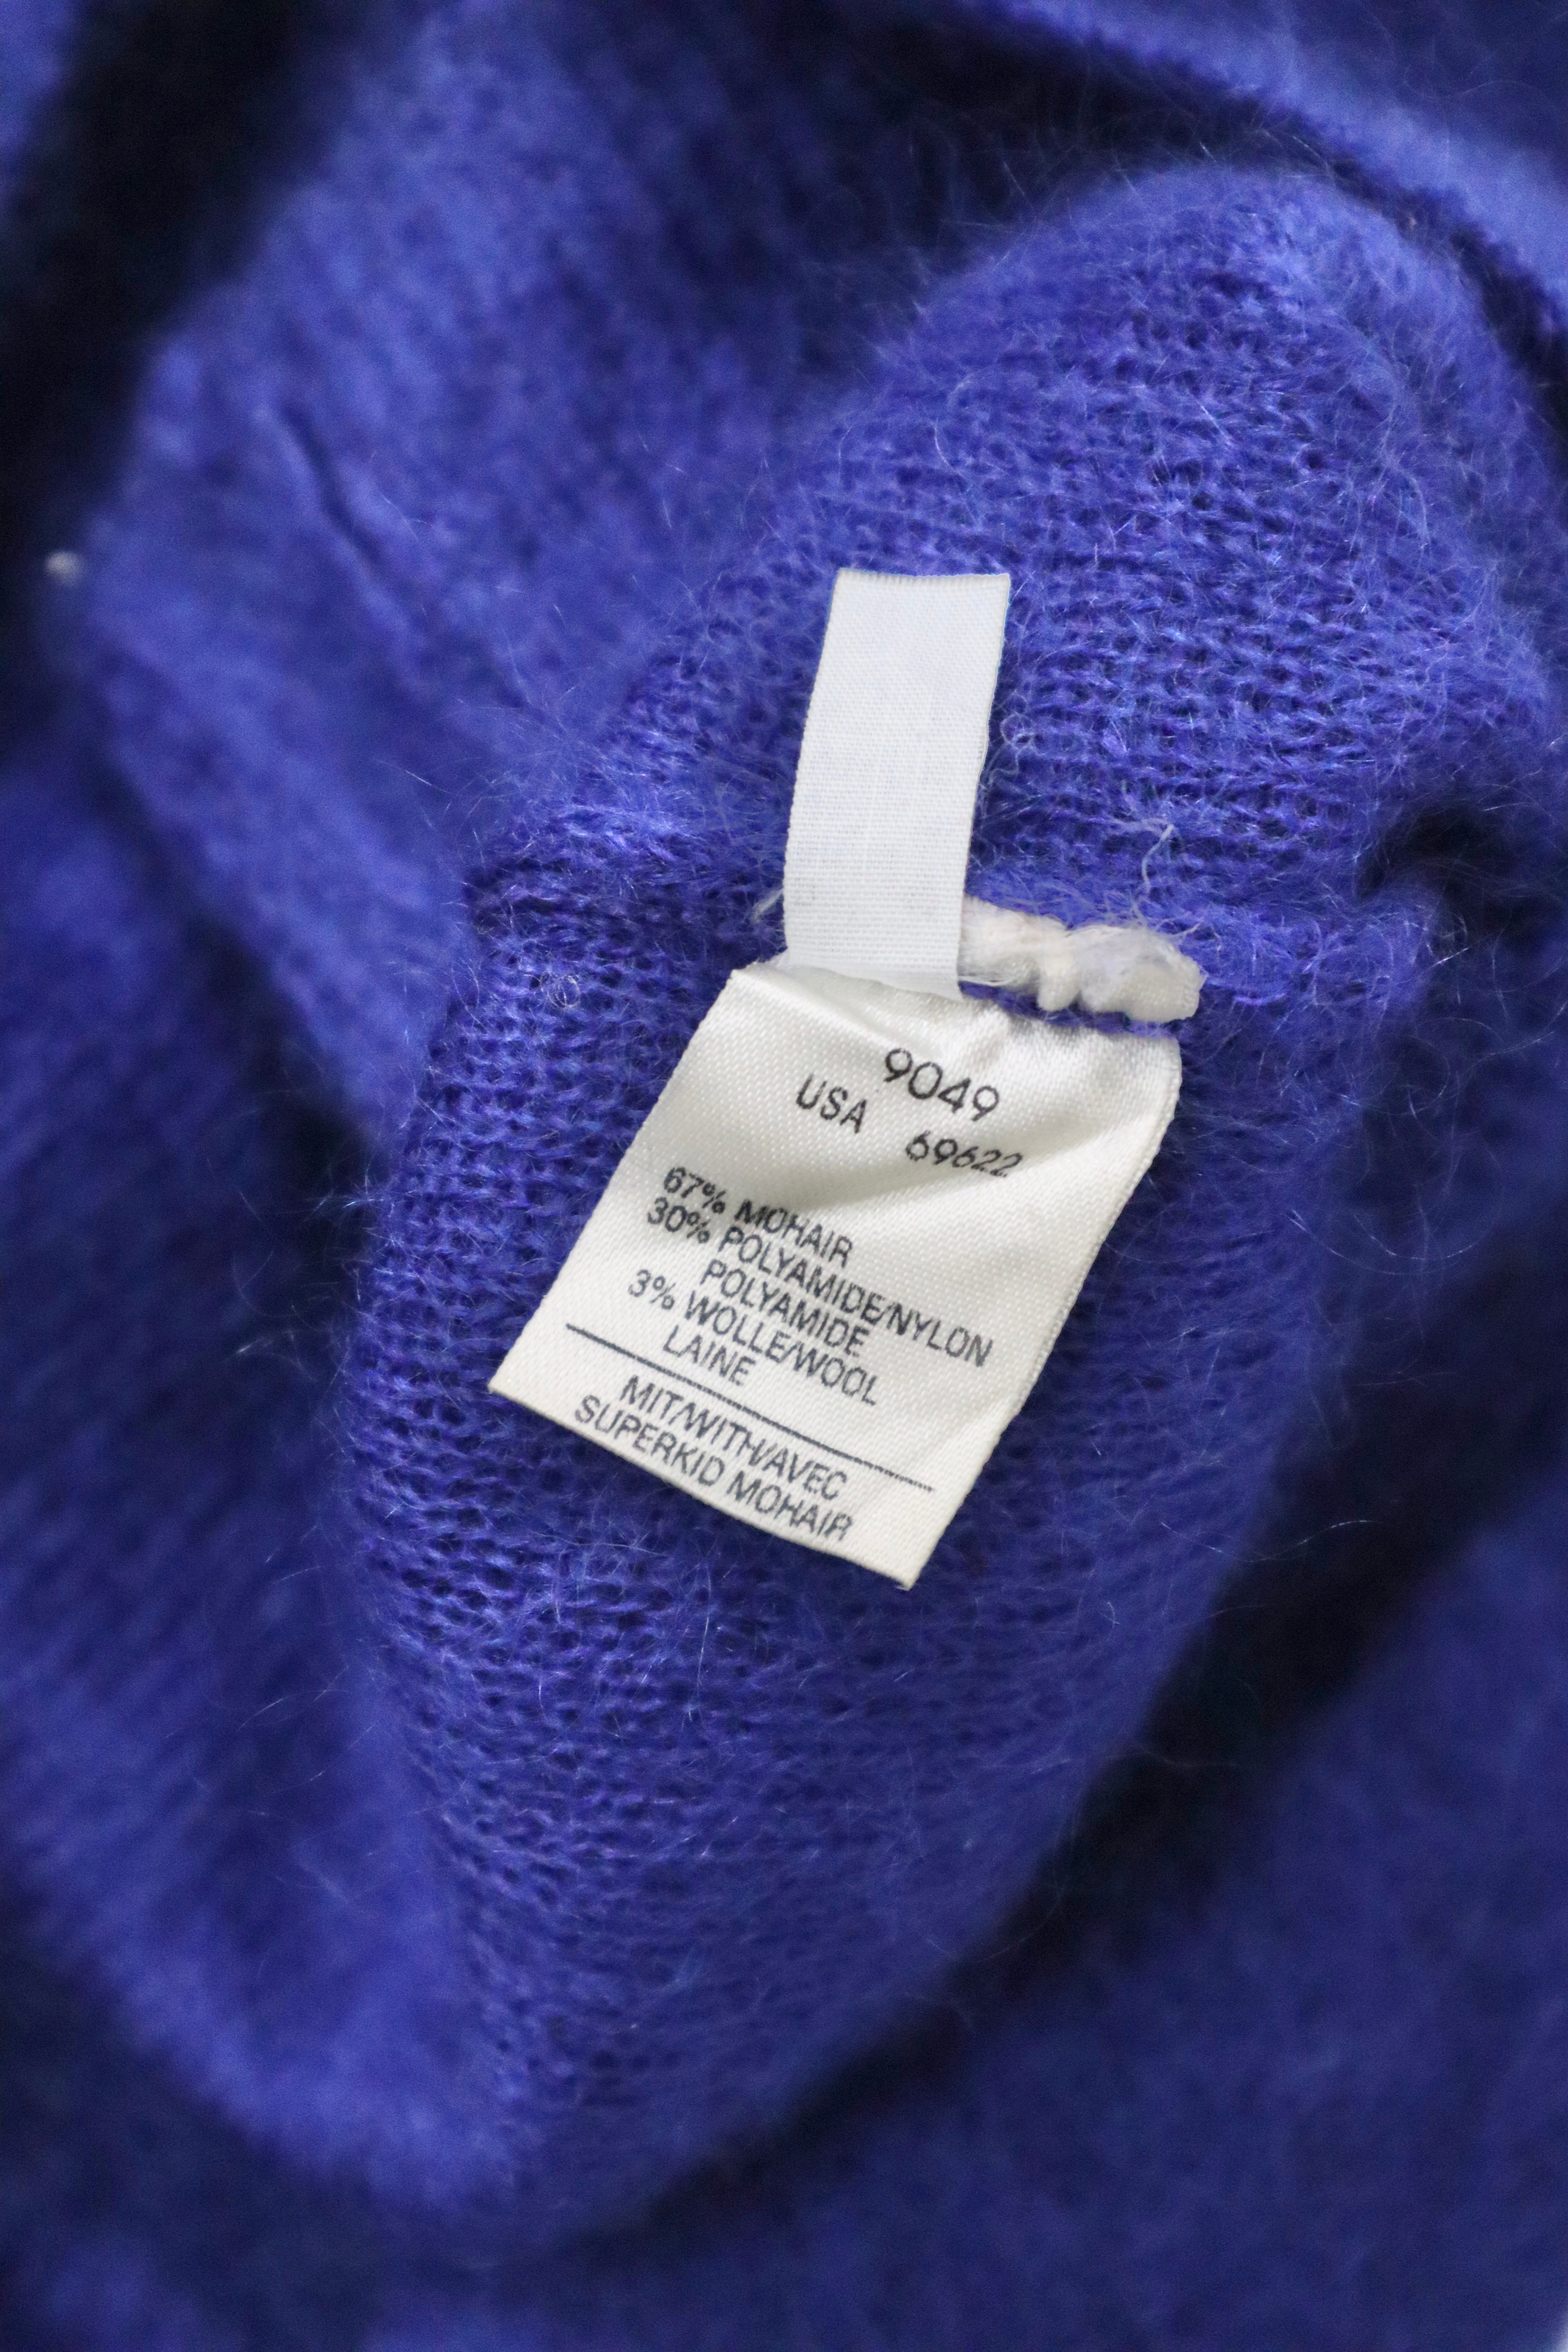 9049
USA 69622
67% MOHAIR
30% POLYAMIDE/NYLON
POLYAMIDE
3% WOLLE/WOOL
LAINE
MIT/WITH/AVEC
SUPERKID MOHAIR